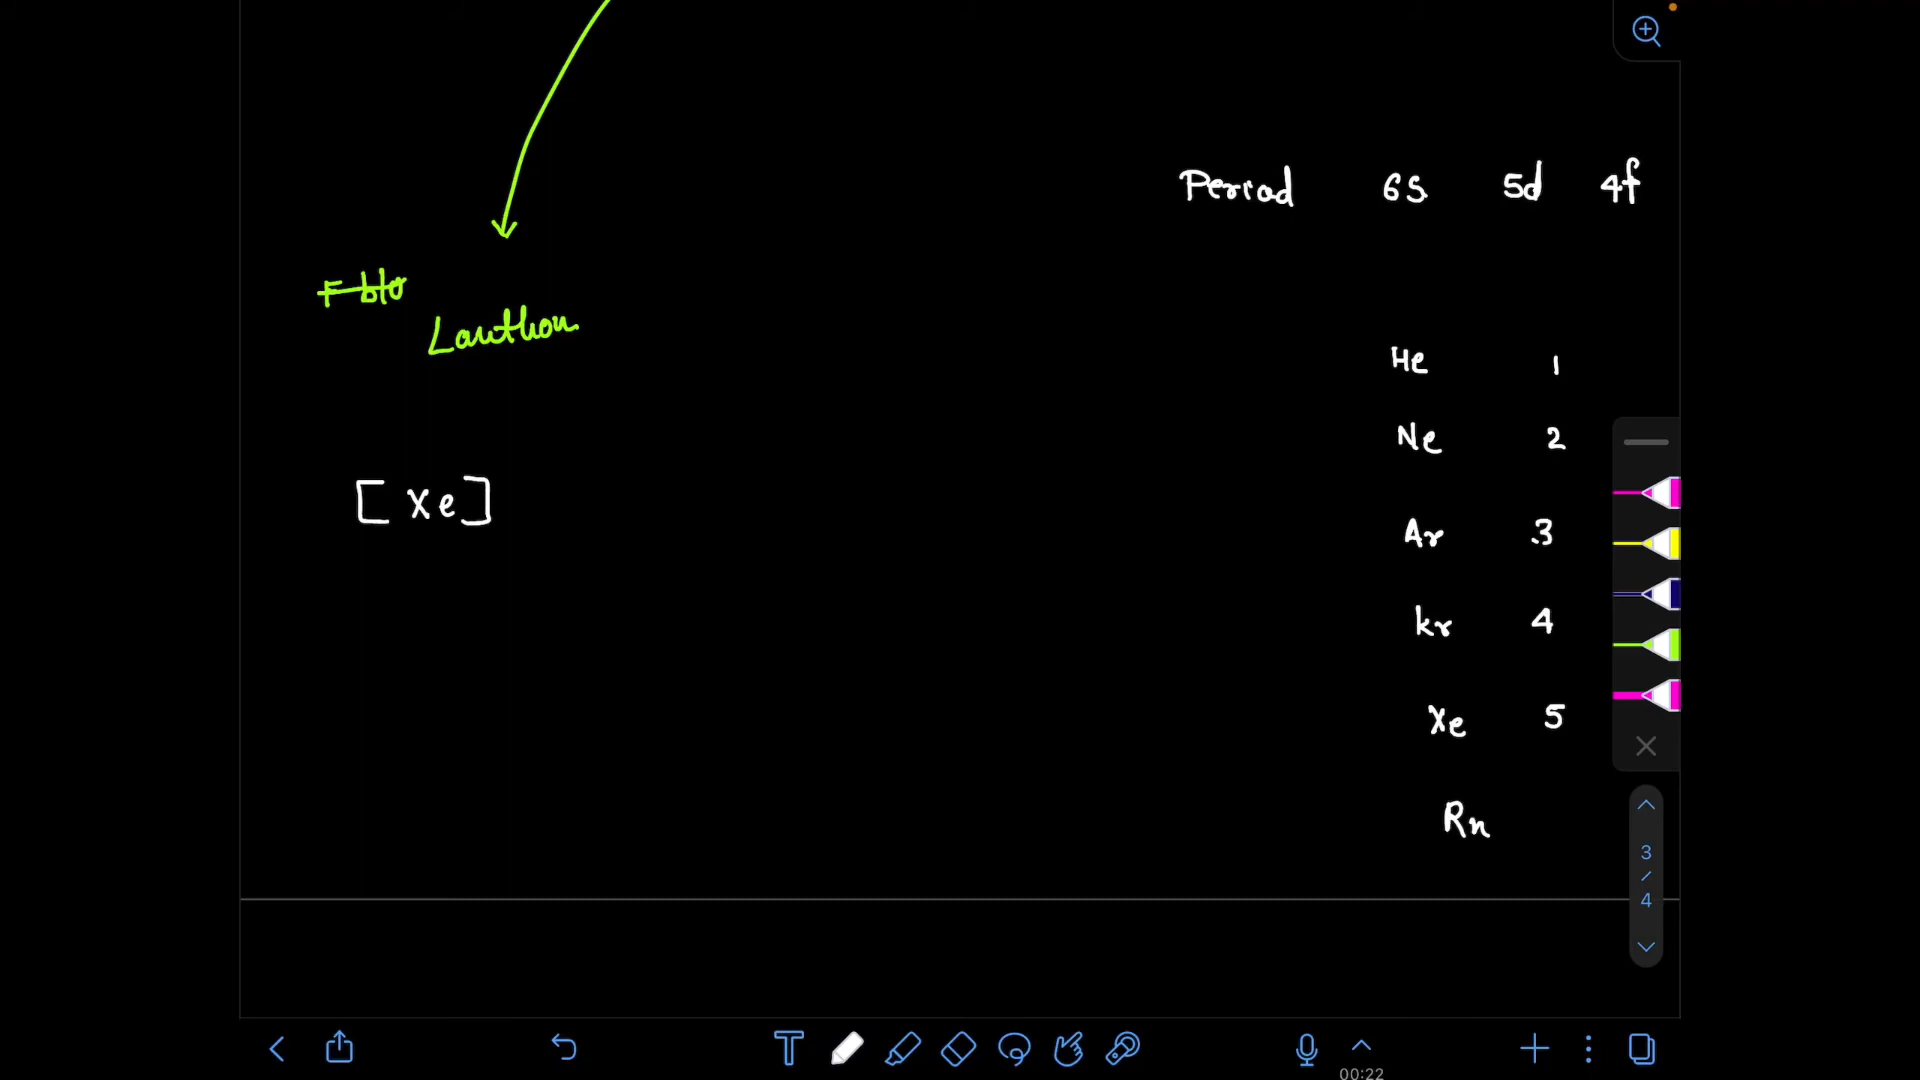 Period 6s 5d 4f
F-blo
Lanthan
He 1
Ne 2
[Xe]
Ar 3
kr 4
Xe 5
Rn
3
/
4
T
00:22